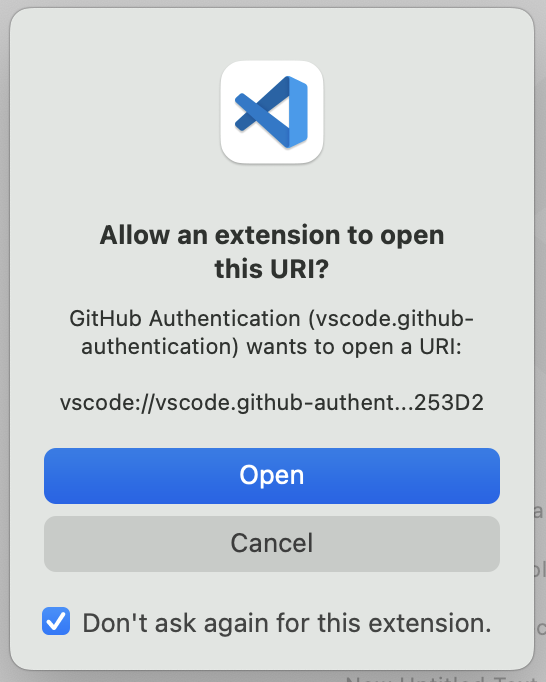 Allow an extension to open
this URI?
GitHub Authentication (vscode.github-
authentication) wants to open a URI:
vscode://vscode.github-authent...253D2
Open
Cancel
Don't ask again for this extension.